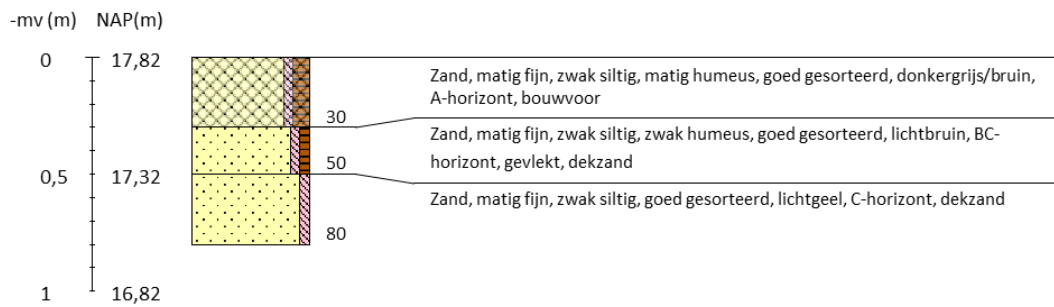 -mv (m) NAP(m)
0 17,82
Zand, matig fijn, zwak siltig, matig humeus, goed gesorteerd, donkergrijs/bruin,
A-horizont, bouwvoor
30
Zand, matig fijn, zwak siltig, zwak humeus, goed gesorteerd, lichtbruin, BC-
horizont, gevlekt, dekzand
50
0,5 17,32
Zand, matig fijn, zwak siltig, goed gesorteerd, lichtgeel, C-horizont, dekzand
80
1 16,82